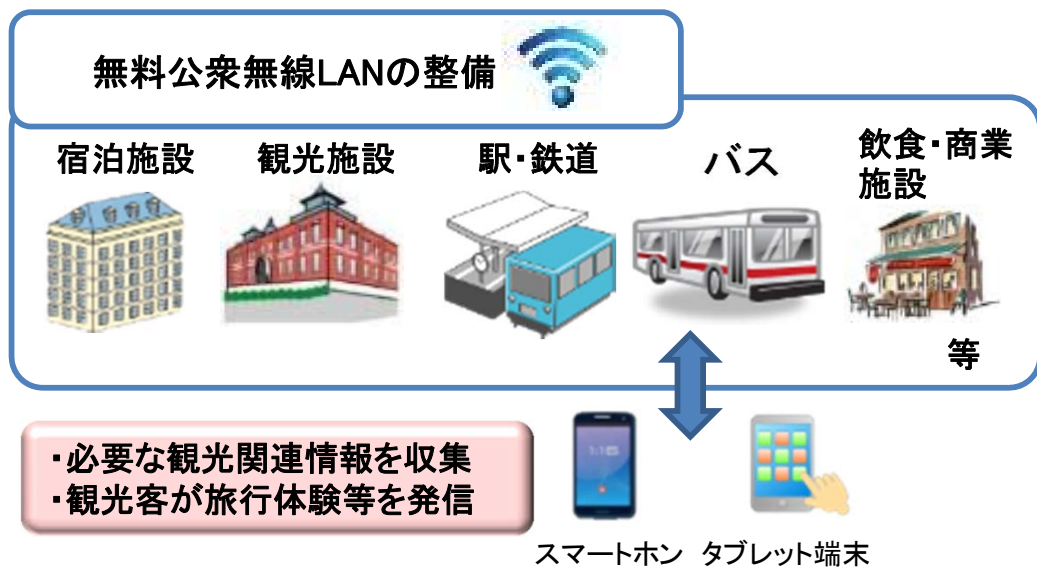 無料公衆無線LANの整備
宿泊施設
観光施設
駅・鉄道
バス
飲食・商業
施設
等
・必要な観光関連情報を収集
・観光客が旅行体験等を発信
スマートホン
タブレット端末